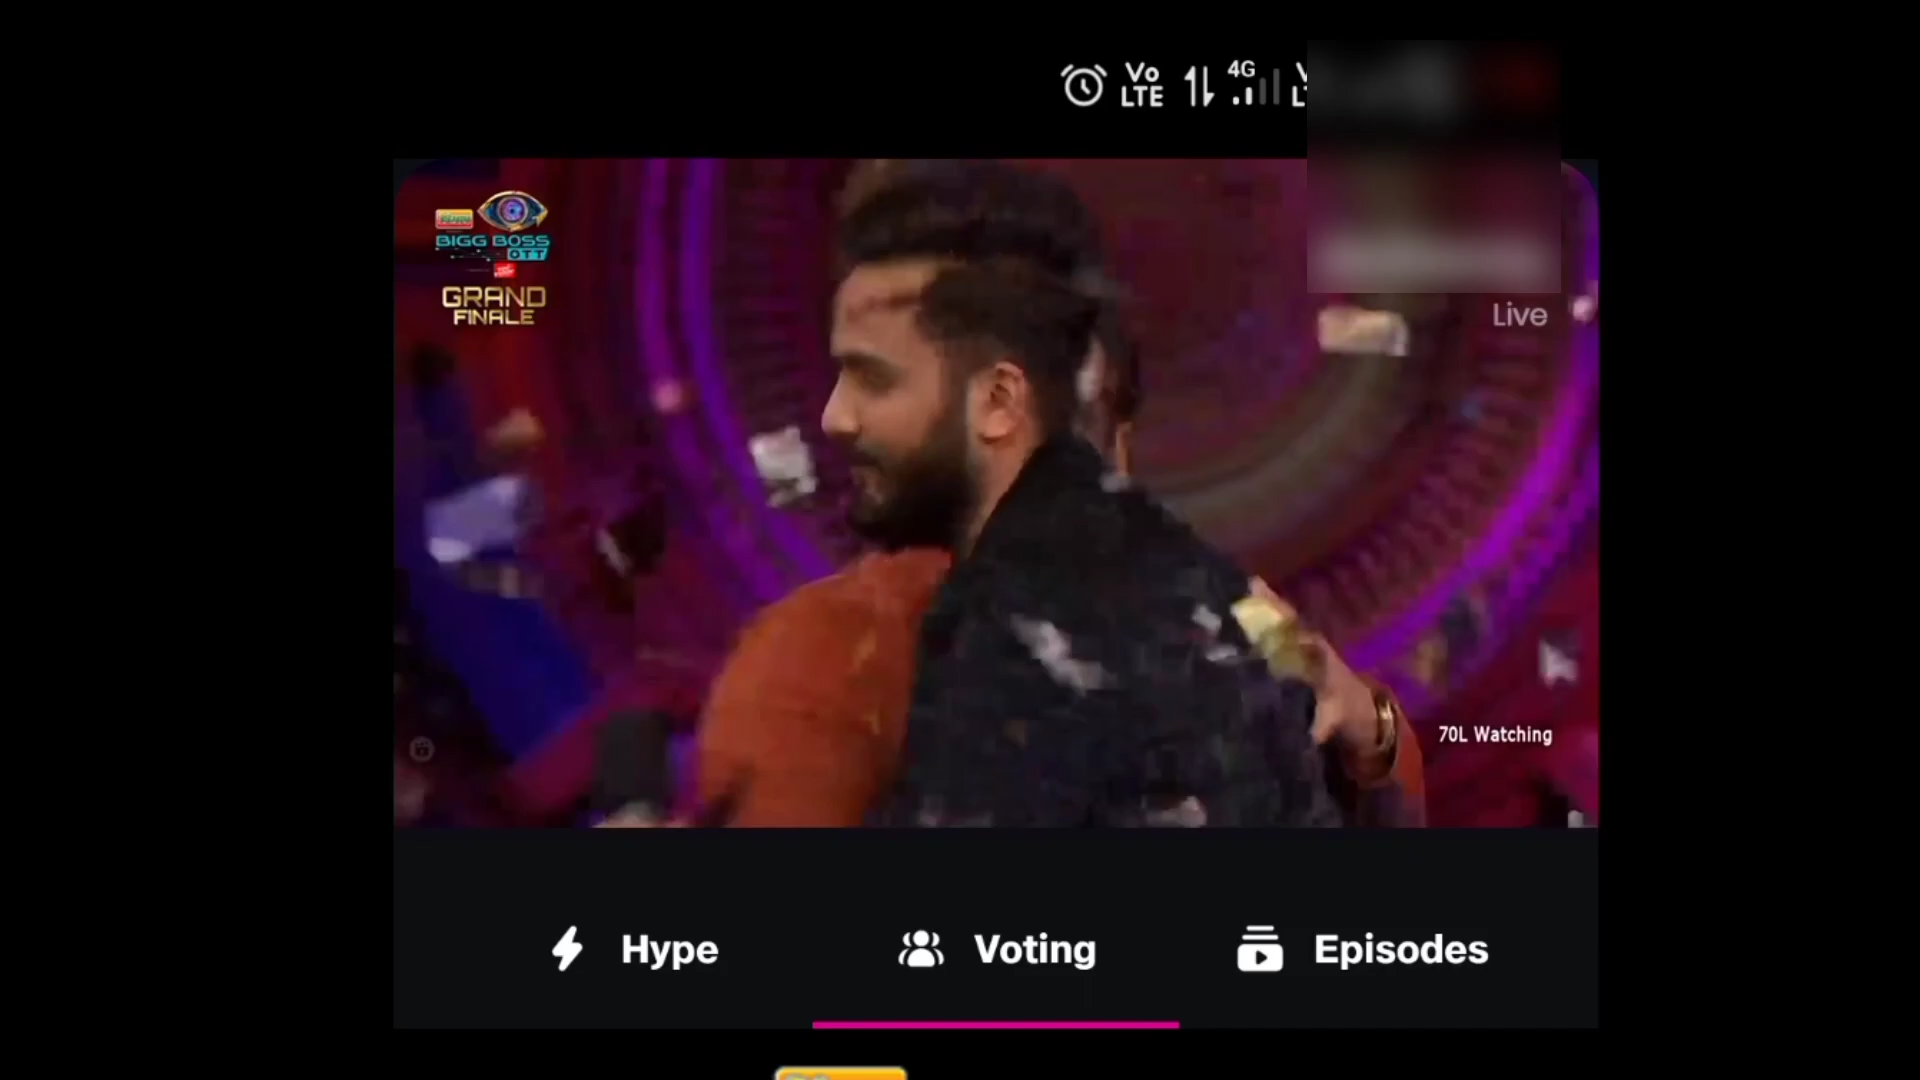 Vo
LTE
4G
BIGG BOSS
OTT
GRAND
FINALE
Live
70L Watching
Hype
Voting
Episodes